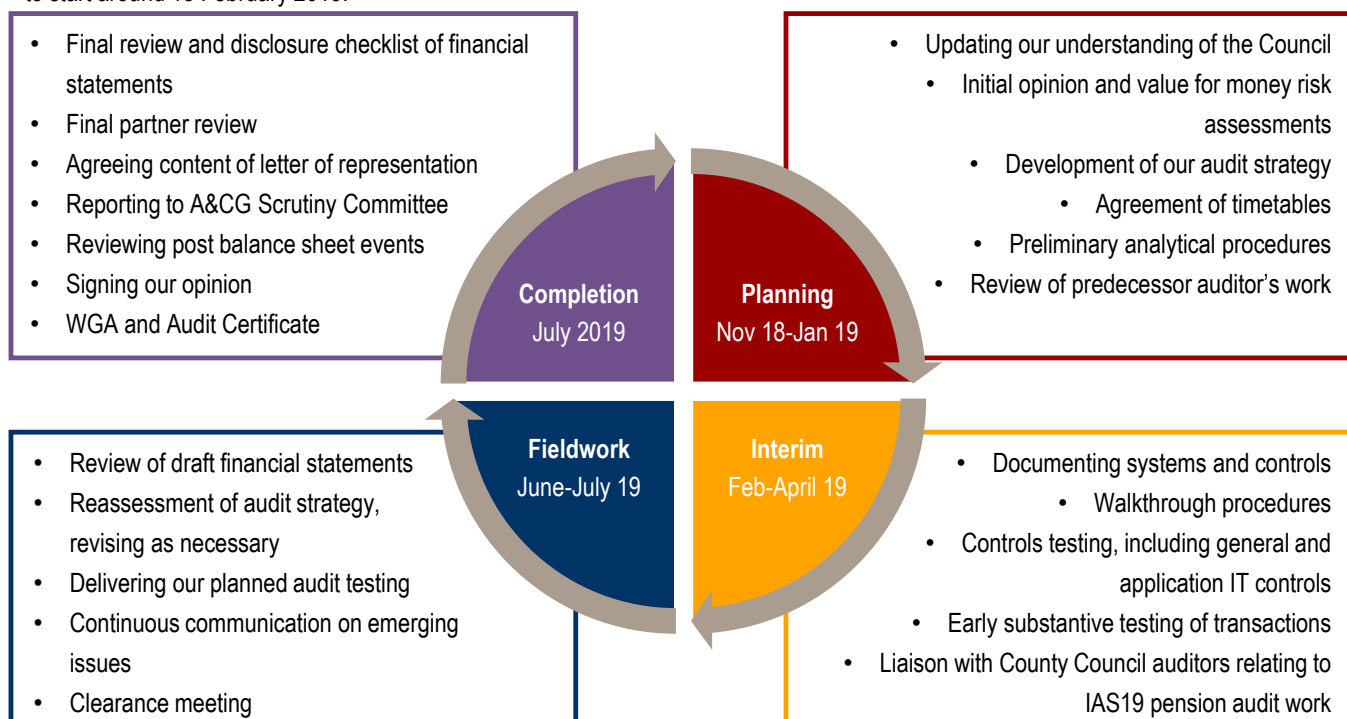 to start around February 2019.
• Final review and disclosure checklist of financial
statements
• Final partner review
• Agreeing content of letter of representation
• Reporting to A&CG Scrutiny Committee
• Reviewing post balance sheet events
• Signing our opinion
• WGA and Audit Certificate
Completion
July 2019
• Updating our understanding of the Council
• Initial opinion and value for money risk
assessments
• Development of our audit strategy
• Agreement of timetables
• Preliminary analytical procedures
• Review of predecessor auditor’s work
Planning
Nov 18-Jan 19
• Review of draft financial statements
• Reassessment of audit strategy,
revising as necessary
• Delivering our planned audit testing
• Continuous communication on emerging
issues
• Clearance meeting
Fieldwork
June-July 19
Interim
Feb-April 19
• Documenting systems and controls
• Walkthrough procedures
• Controls testing, including general and
application IT controls
• Early substantive testing of transactions
• Liaison with County Council auditors relating to
IAS19 pension audit work